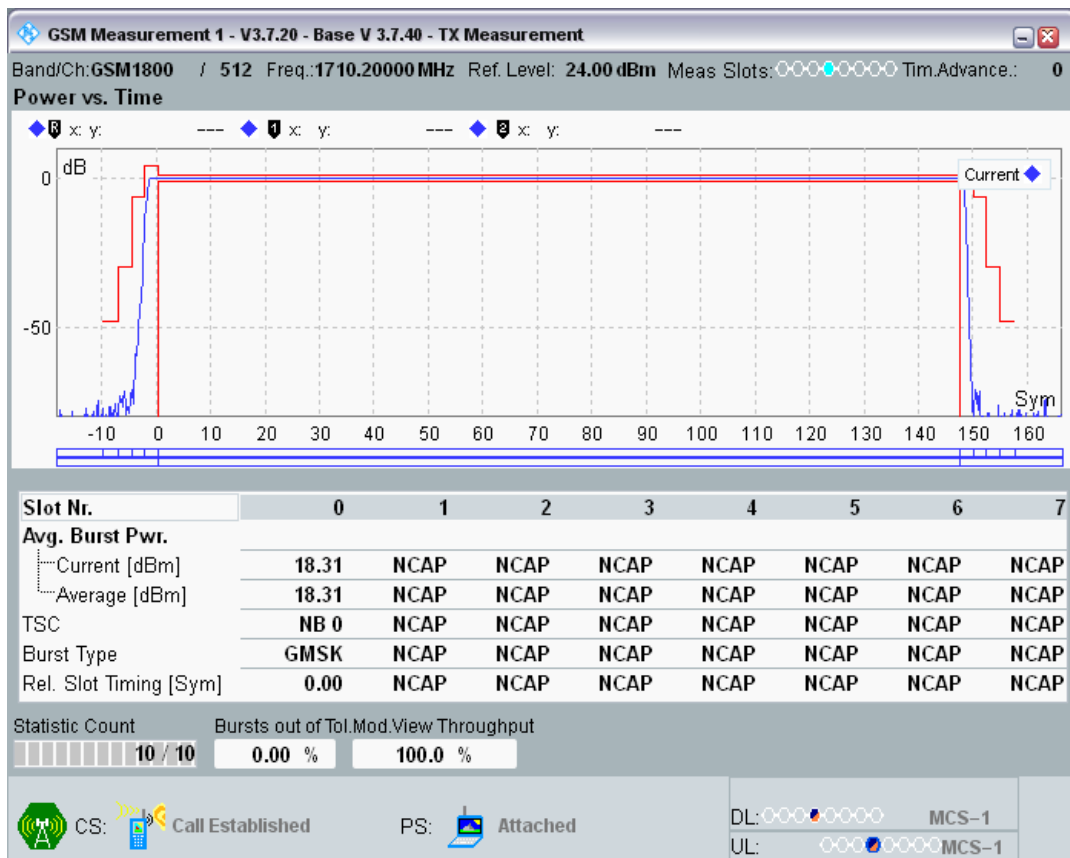 GSM Measurement 1 - V3.7.20 - Base V 3.7.40 - TX Measurement
Band/Ch:GSM1800 / 512 Freq.:1710.20000 MHz Ref. Level: 24.00 dBm Meas Slots: Tim.Advance.: 0
Power vs. Time
R x: y: --- 1 x: y: --- 2 x: y: ---
dB
Current
0
-50
Sym
-10 0 10 20 30 40 50 60 70 80 90 100 110 120 130 140 150 160
Slot Nr. 0 1 2 3 4 5 6 7
Avg. Burst Pwr.
Current [dBm] 18.31 NCAP NCAP NCAP NCAP NCAP NCAP NCAP
Average [dBm] 18.31 NCAP NCAP NCAP NCAP NCAP NCAP NCAP
TSC NB 0 NCAP NCAP NCAP NCAP NCAP NCAP NCAP
Burst Type GMSK NCAP NCAP NCAP NCAP NCAP NCAP NCAP
Rel. Slot Timing [Sym] 0.00 NCAP NCAP NCAP NCAP NCAP NCAP NCAP
Statistic Count Bursts out of Tol.Mod.View Throughput
10 / 10 0.00 % 100.0 %
CS: Call Established PS: Attached
DL: MCS-1
UL: MCS-1